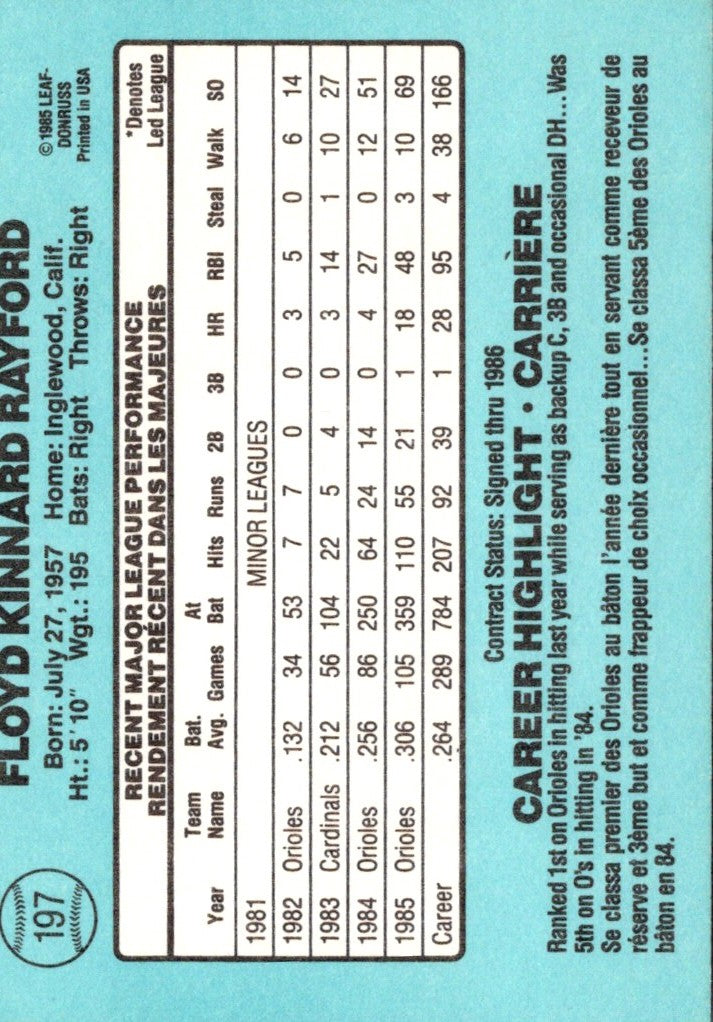 197
FLOYD KINNARD RAYFORD
Born: July 27, 1957 Home: Inglewood, Calif.
Ht.: 5'10" Wgt.: 195 Bats: Right Throws: Right
© 1985 LEAF-
DONRUSS
Printed in USA
RECENT MAJOR LEAGUE PERFORMANCE
RENDEMENT RÉCENT DANS LES MAJEURES
*Denotes
Led League
Team Bat. At
Year Name Avg. Games Bat Hits Runs 2B 3B HR RBI Steal Walk SO
1981 MINOR LEAGUES
1982 Orioles .132 34 53 7 7 0 0 3 5 0 6 14
1983 Cardinals .212 56 104 22 5 4 0 3 14 1 10 27
1984 Orioles .256 86 250 64 24 14 0 4 27 0 12 51
1985 Orioles .306 105 359 110 55 21 1 18 48 3 10 69
Career .264 289 784 207 92 39 1 28 95 4 38 166
Contract Status: Signed thru 1986
CAREER HIGHLIGHT • CARRIÈRE
Ranked 1st on Orioles in hitting last year while serving as backup C, 3B and occasional DH...Was
5th on O's in hitting in '84.
Se classa premier des Orioles au bâton l'année dernière tout en servant comme receveur de
réserve et 3ème but et comme frappeur de choix occasionnel...Se classa 5ème des Orioles au
bâton en 84.